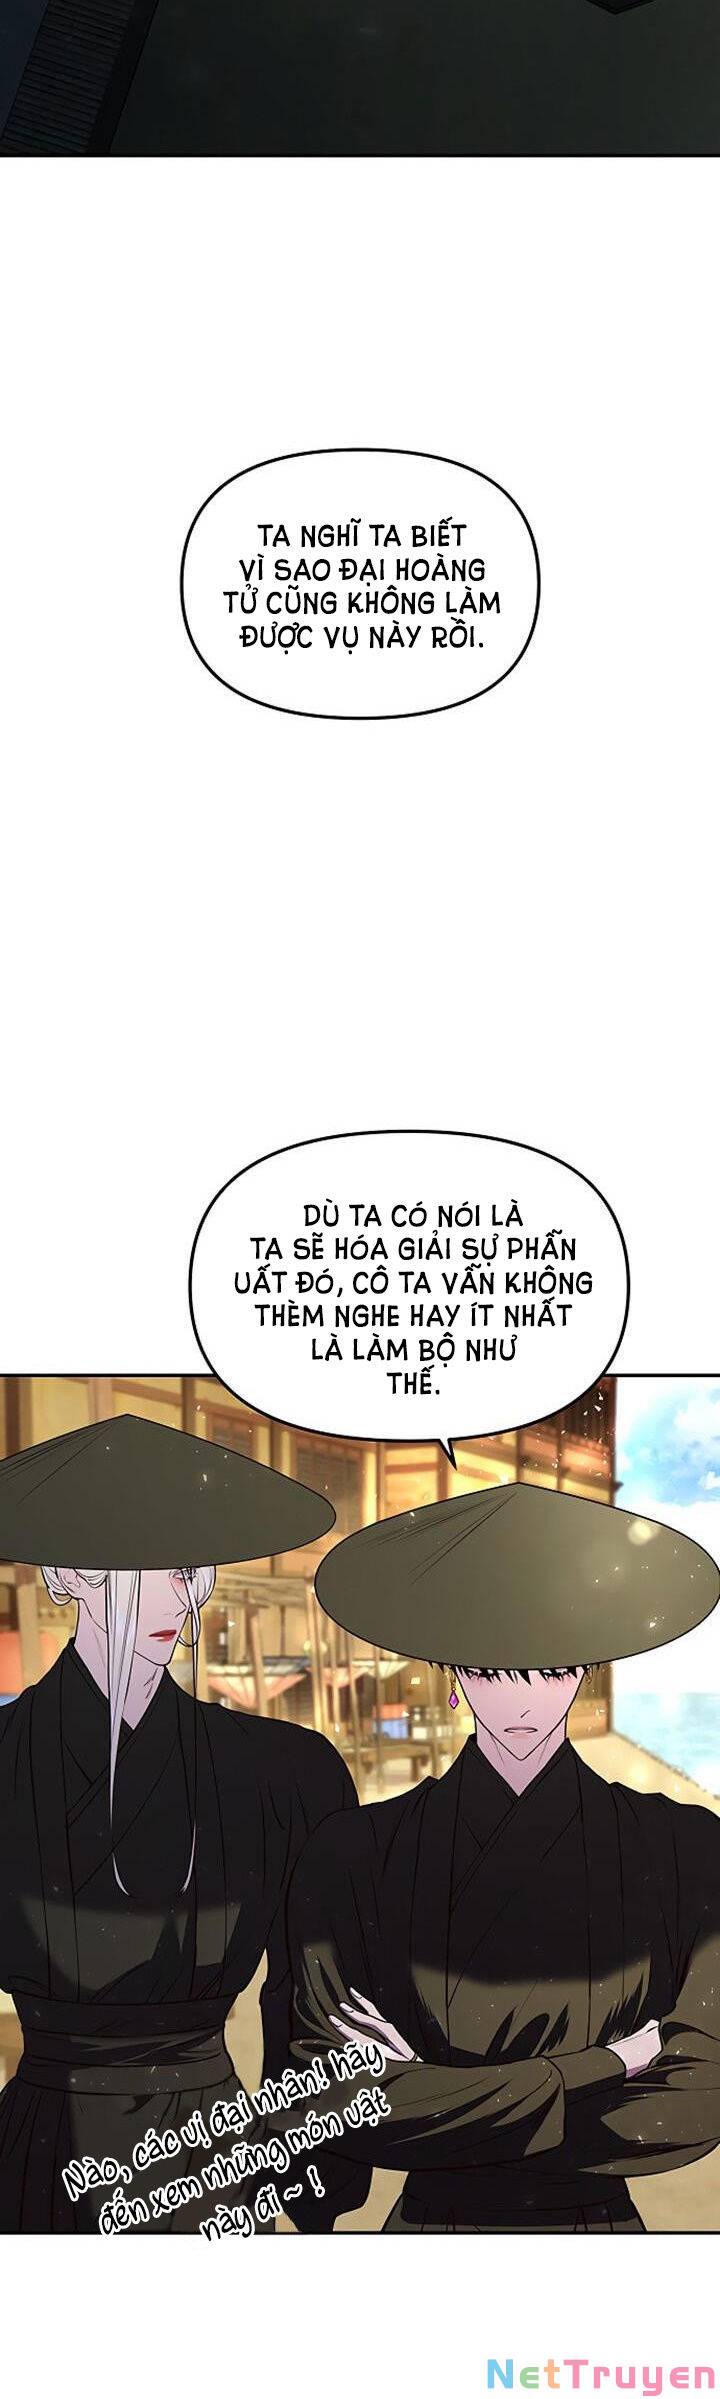 TA NGHĨ TA BIẾT
VÌ SAO ĐẠI HOÀNG
TỬ CŨNG KHÔNG LÀM
ĐƯỢC VỤ NÀY RỒI.
DÙ TA CÓ NÓI LÀ
TA SẼ HÓA GIẢI SỰ PHẪN
UẤT ĐÓ, CÔ TA VẪN KHÔNG
THÈM NGHE HAY ÍT NHẤT
LÀ LÀM BỘ NHƯ
THẾ.
Nào, các vị đại nhân! hãy
đến xem những món vật
này đi ~ !
NetTruyen